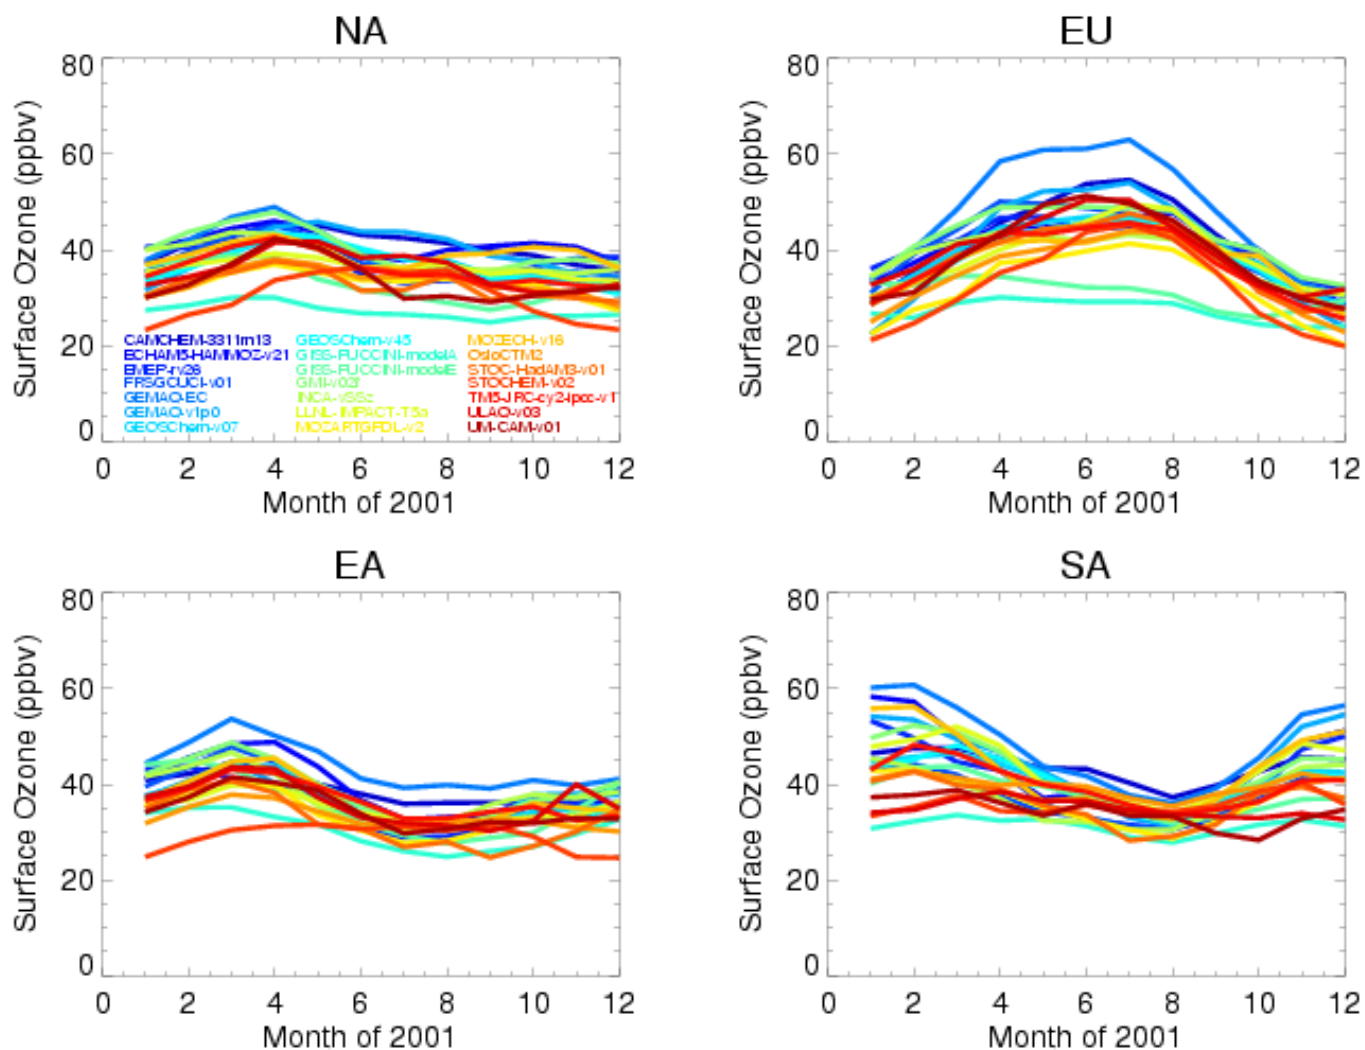 NA
EU
Surface Ozone (ppbv)
80
60
40
20
0
CAMCHEM-3311m13
ECHAM5-HAMMOZ-v21
EMEP-rv26
FRSGCUCI-v01
GEMAQ-EC
GEMAQ-v1p0
GEOSChem-v07
GEOSChem-v45
GISS-PUCCINI-modelA
GISS-PUCCINI-modelE
GMI-v02f
INCA-vSSz
LLNL-IMPACT-T5a
MOZARTGFDL-v2
MOZECH-v16
OsloCTM2
STOC-HadAM3-v01
STOCHEM-v02
TM5-JRC-cy2-ipcc-v1
ULAQ-v03
UM-CAM-v01
0 2 4 6 8 10 12
Month of 2001
Surface Ozone (ppbv)
80
60
40
20
0
0 2 4 6 8 10 12
Month of 2001
EA
SA
Surface Ozone (ppbv)
80
60
40
20
0
0 2 4 6 8 10 12
Month of 2001
Surface Ozone (ppbv)
80
60
40
20
0
0 2 4 6 8 10 12
Month of 2001